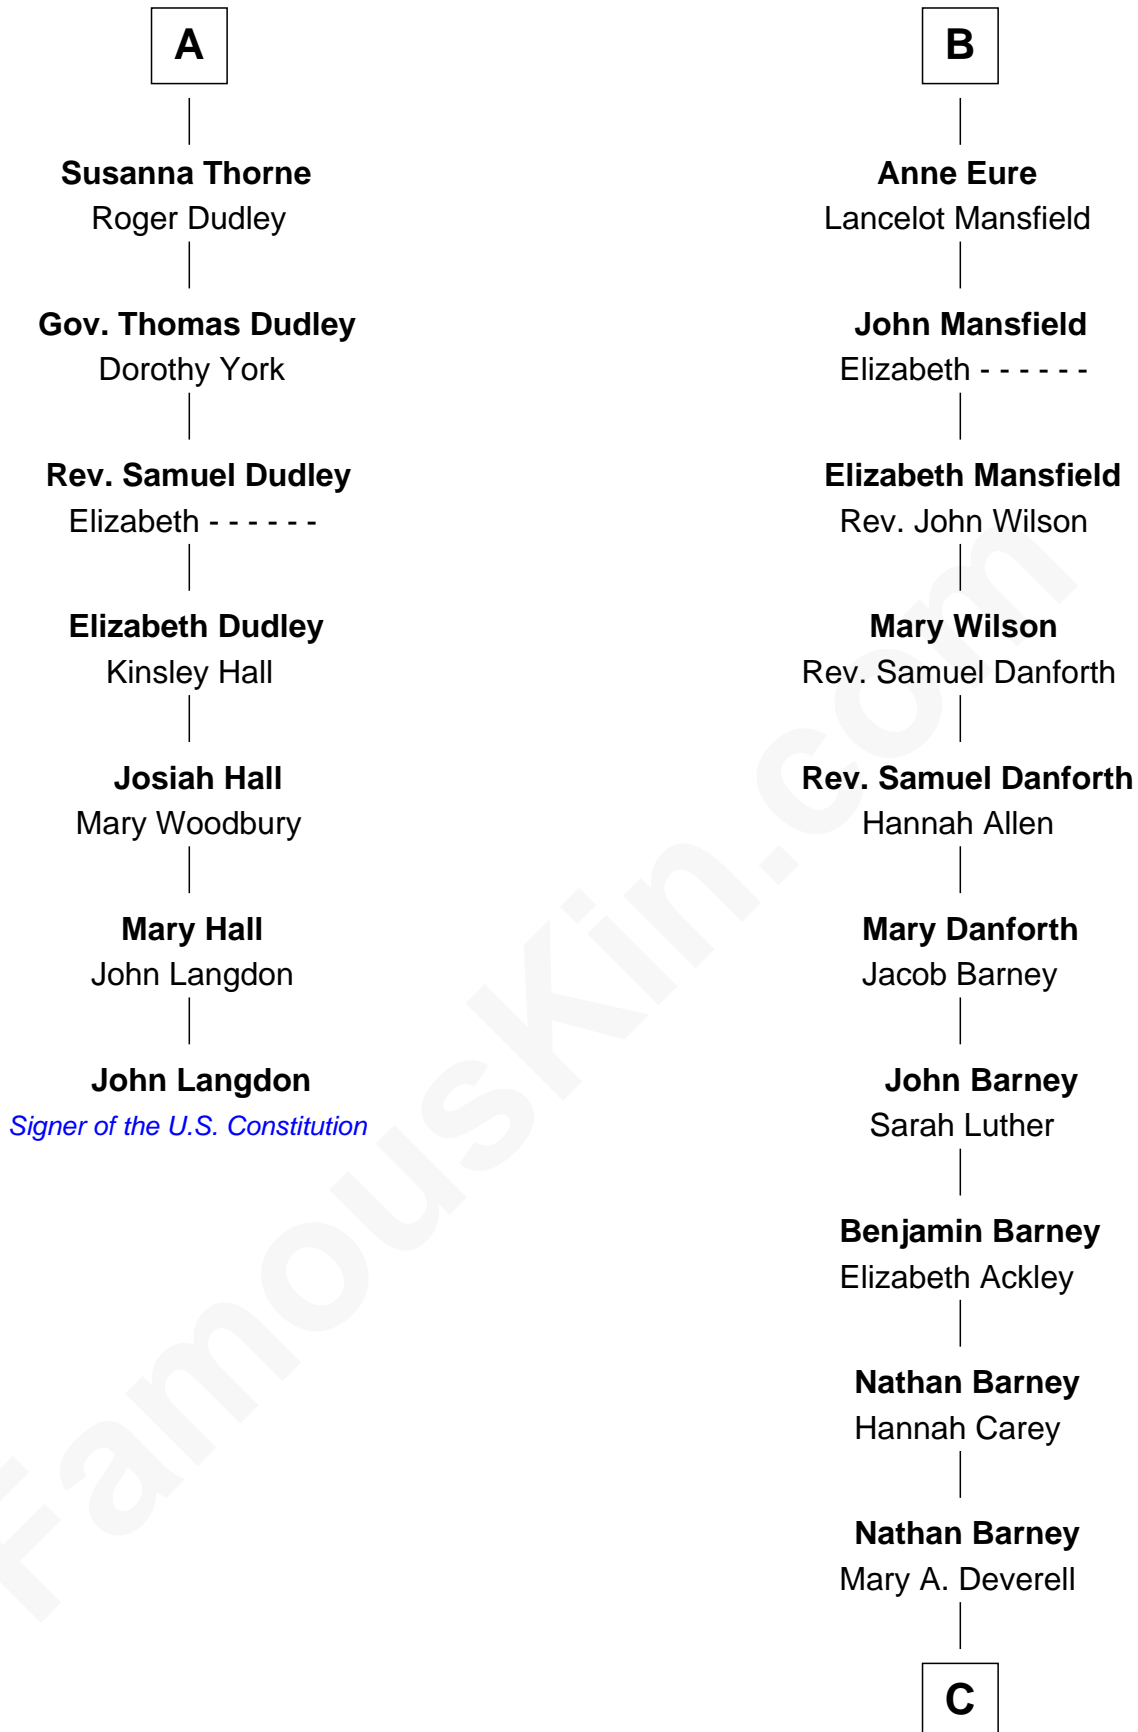 A
Susanna Thorne
Roger Dudley
Gov. Thomas Dudley
Dorothy York
Rev. Samuel Dudley
Elizabeth - - - - - -
Elizabeth Dudley
Kinsley Hall
Josiah Hall
Mary Woodbury
Mary Hall
John Langdon
John Langdon
Signer of the U.S. Constitution
B
Anne Eure
Lancelot Mansfield
John Mansfield
Elizabeth - - - - - -
Elizabeth Mansfield
Rev. John Wilson
Mary Wilson
Rev. Samuel Danforth
Rev. Samuel Danforth
Hannah Allen
Mary Danforth
Jacob Barney
John Barney
Sarah Luther
Benjamin Barney
Elizabeth Ackley
Nathan Barney
Hannah Carey
Nathan Barney
Mary A. Deverell
C
FamousKin.com